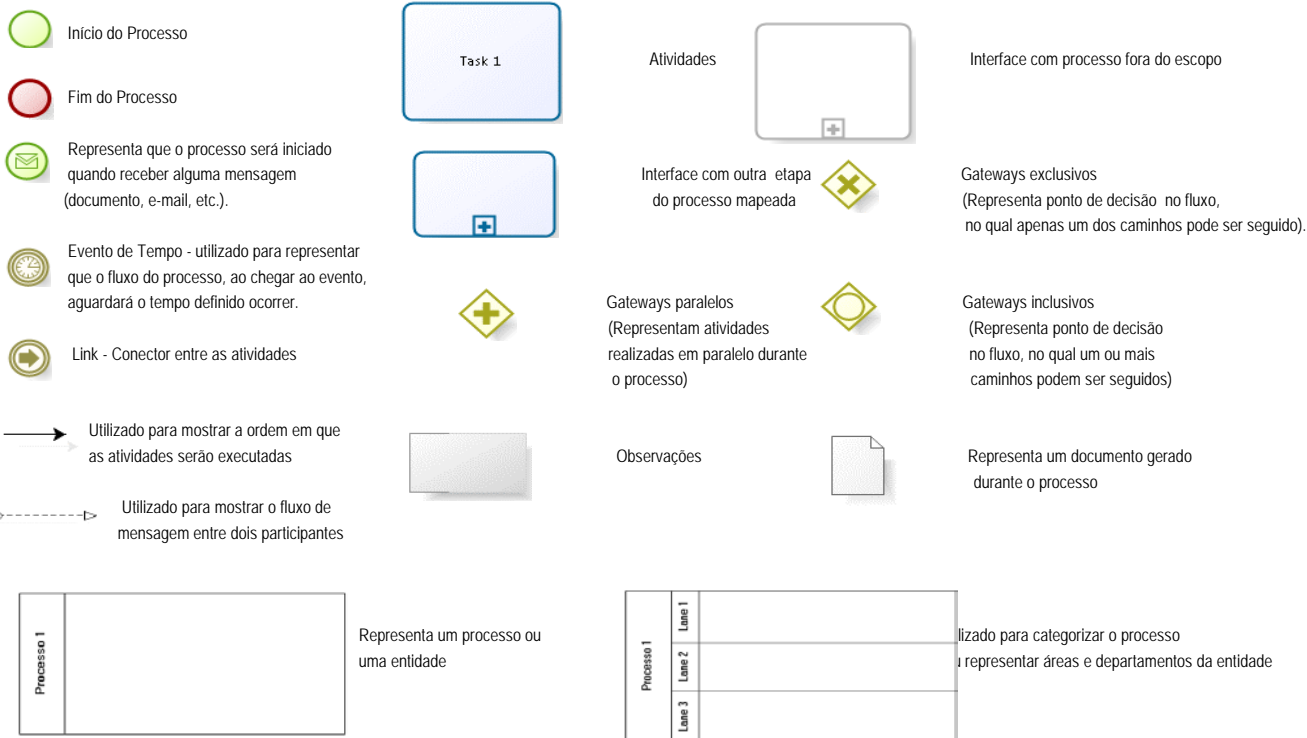 Início do Processo
Fim do Processo
Representa que o processo será iniciado
quando receber alguma mensagem
(documento, e-mail, etc.).
Evento de Tempo - utilizado para representar
que o fluxo do processo, ao chegar ao evento,
aguardará o tempo definido ocorrer.
Link - Conector entre as atividades
Utilizado para mostrar a ordem em que
as atividades serão executadas
Utilizado para mostrar o fluxo de
mensagem entre dois participantes
Task 1
Atividades
Interface com outra etapa
do processo mapeada
Gateways paralelos
(Representam atividades
realizadas em paralelo durante
o processo)
Observações
Interface com processo fora do escopo
Gateways exclusivos
(Representa ponto de decisão no fluxo,
no qual apenas um dos caminhos pode ser seguido).
Gateways inclusivos
(Representa ponto de decisão
no fluxo, no qual um ou mais
caminhos podem ser seguidos)
Representa um documento gerado
durante o processo
Processo 1
Representa um processo ou
uma entidade
Processo 1
Lane 1
Lane 2
Lane 3
lizado para categorizar o processo
representar áreas e departamentos da entidade